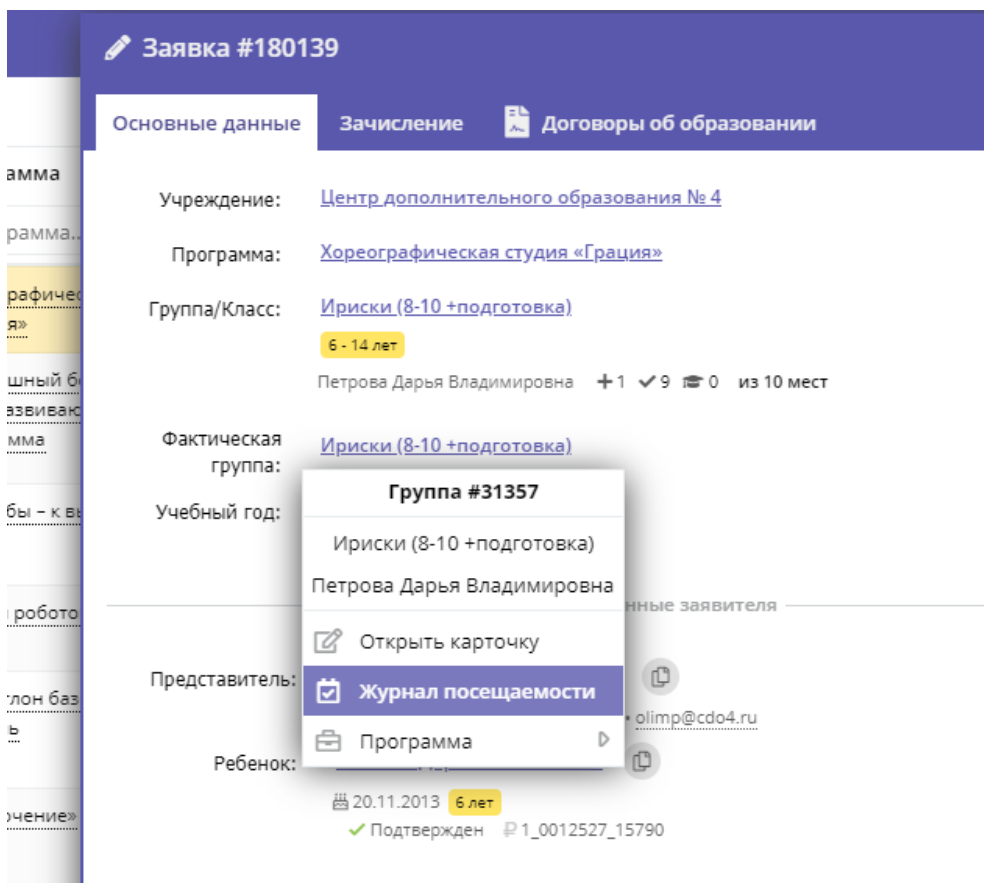 Заявка #180139
Основные данные
Зачисление
Договоры об образовании
Учреждение:
Центр дополнительного образования № 4
Программа:
Хореографическая студия «Грация»
Группа/Класс:
Ириски (8-10 +подготовка)
6 - 14 лет
Петрова Дарья Владимировна +1 ✓9 0 из 10 мест
Фактическая
группа:
Ириски (8-10 +подготовка)
Учебный год:
Группа #31357
Ириски (8-10 +подготовка)
Петрова Дарья Владимировна
Открыть карточку
Журнал посещаемости
Программа
нные заявителя
Представитель:
• olimp@cdo4.ru
Ребенок:
20.11.2013 6 лет
✓ Подтвержден ₽ 1_0012527_15790
амма
рамма..
рафичес
я»
шный б
азвиваю
мма
бы – к вы
робото
лон баз
ь
очение»